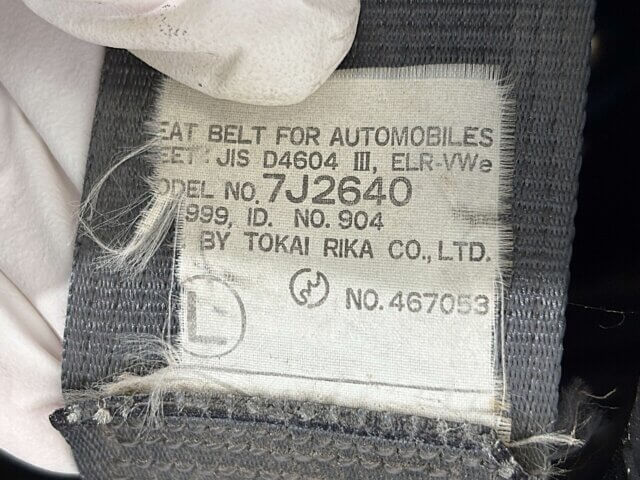 EAT BELT FOR AUTOMOBILES
EET: JIS D4604 III, ELR-VWe
ODEL NO. 7J2640
999, ID. NO. 904
BY TOKAI RIKA CO., LTD.
NO. 467053
L